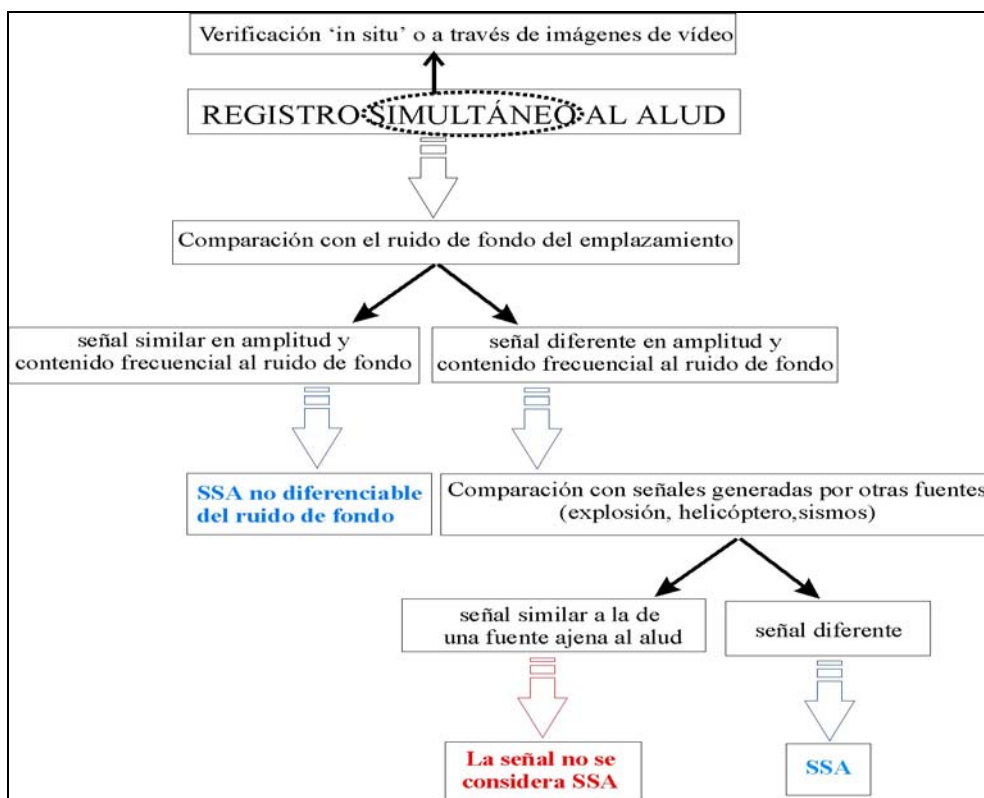 Verificación ‘in situ’ o a través de imágenes de vídeo
REGISTRO SIMULTÁNEO AL ALUD
Comparación con el ruido de fondo del emplazamiento
señal similar en amplitud y
contenido frecuencial al ruido de fondo
señal diferente en amplitud y
contenido frecuencial al ruido de fondo
SSA no diferenciable
del ruido de fondo
Comparación con señales generadas por otras fuentes
(explosión, helicóptero,sismos)
señal similar a la de
una fuente ajena al alud
señal diferente
La señal no se
considera SSA
SSA